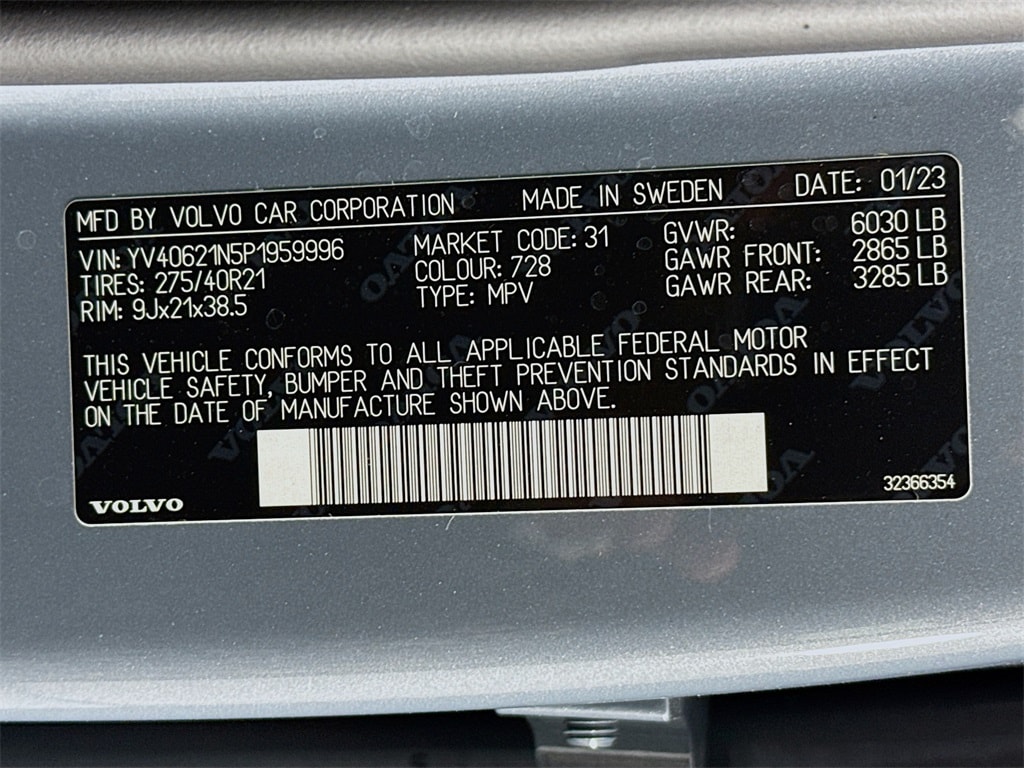 MFD BY VOLVO CAR CORPORATION MADE IN SWEDEN DATE: 01/23
VIN: YV40621N5P1959996 MARKET CODE: 31 GVWR: 6030 LB
TIRES: 275/40R21 COLOUR: 728 GAWR FRONT: 2865 LB
RIM: 9Jx21x38.5 TYPE: MPV GAWR REAR: 3285 LB
THIS VEHICLE CONFORMS TO ALL APPLICABLE FEDERAL MOTOR
VEHICLE SAFETY, BUMPER AND THEFT PREVENTION STANDARDS IN EFFECT
ON THE DATE OF MANUFACTURE SHOWN ABOVE.
VOLVO 32366354